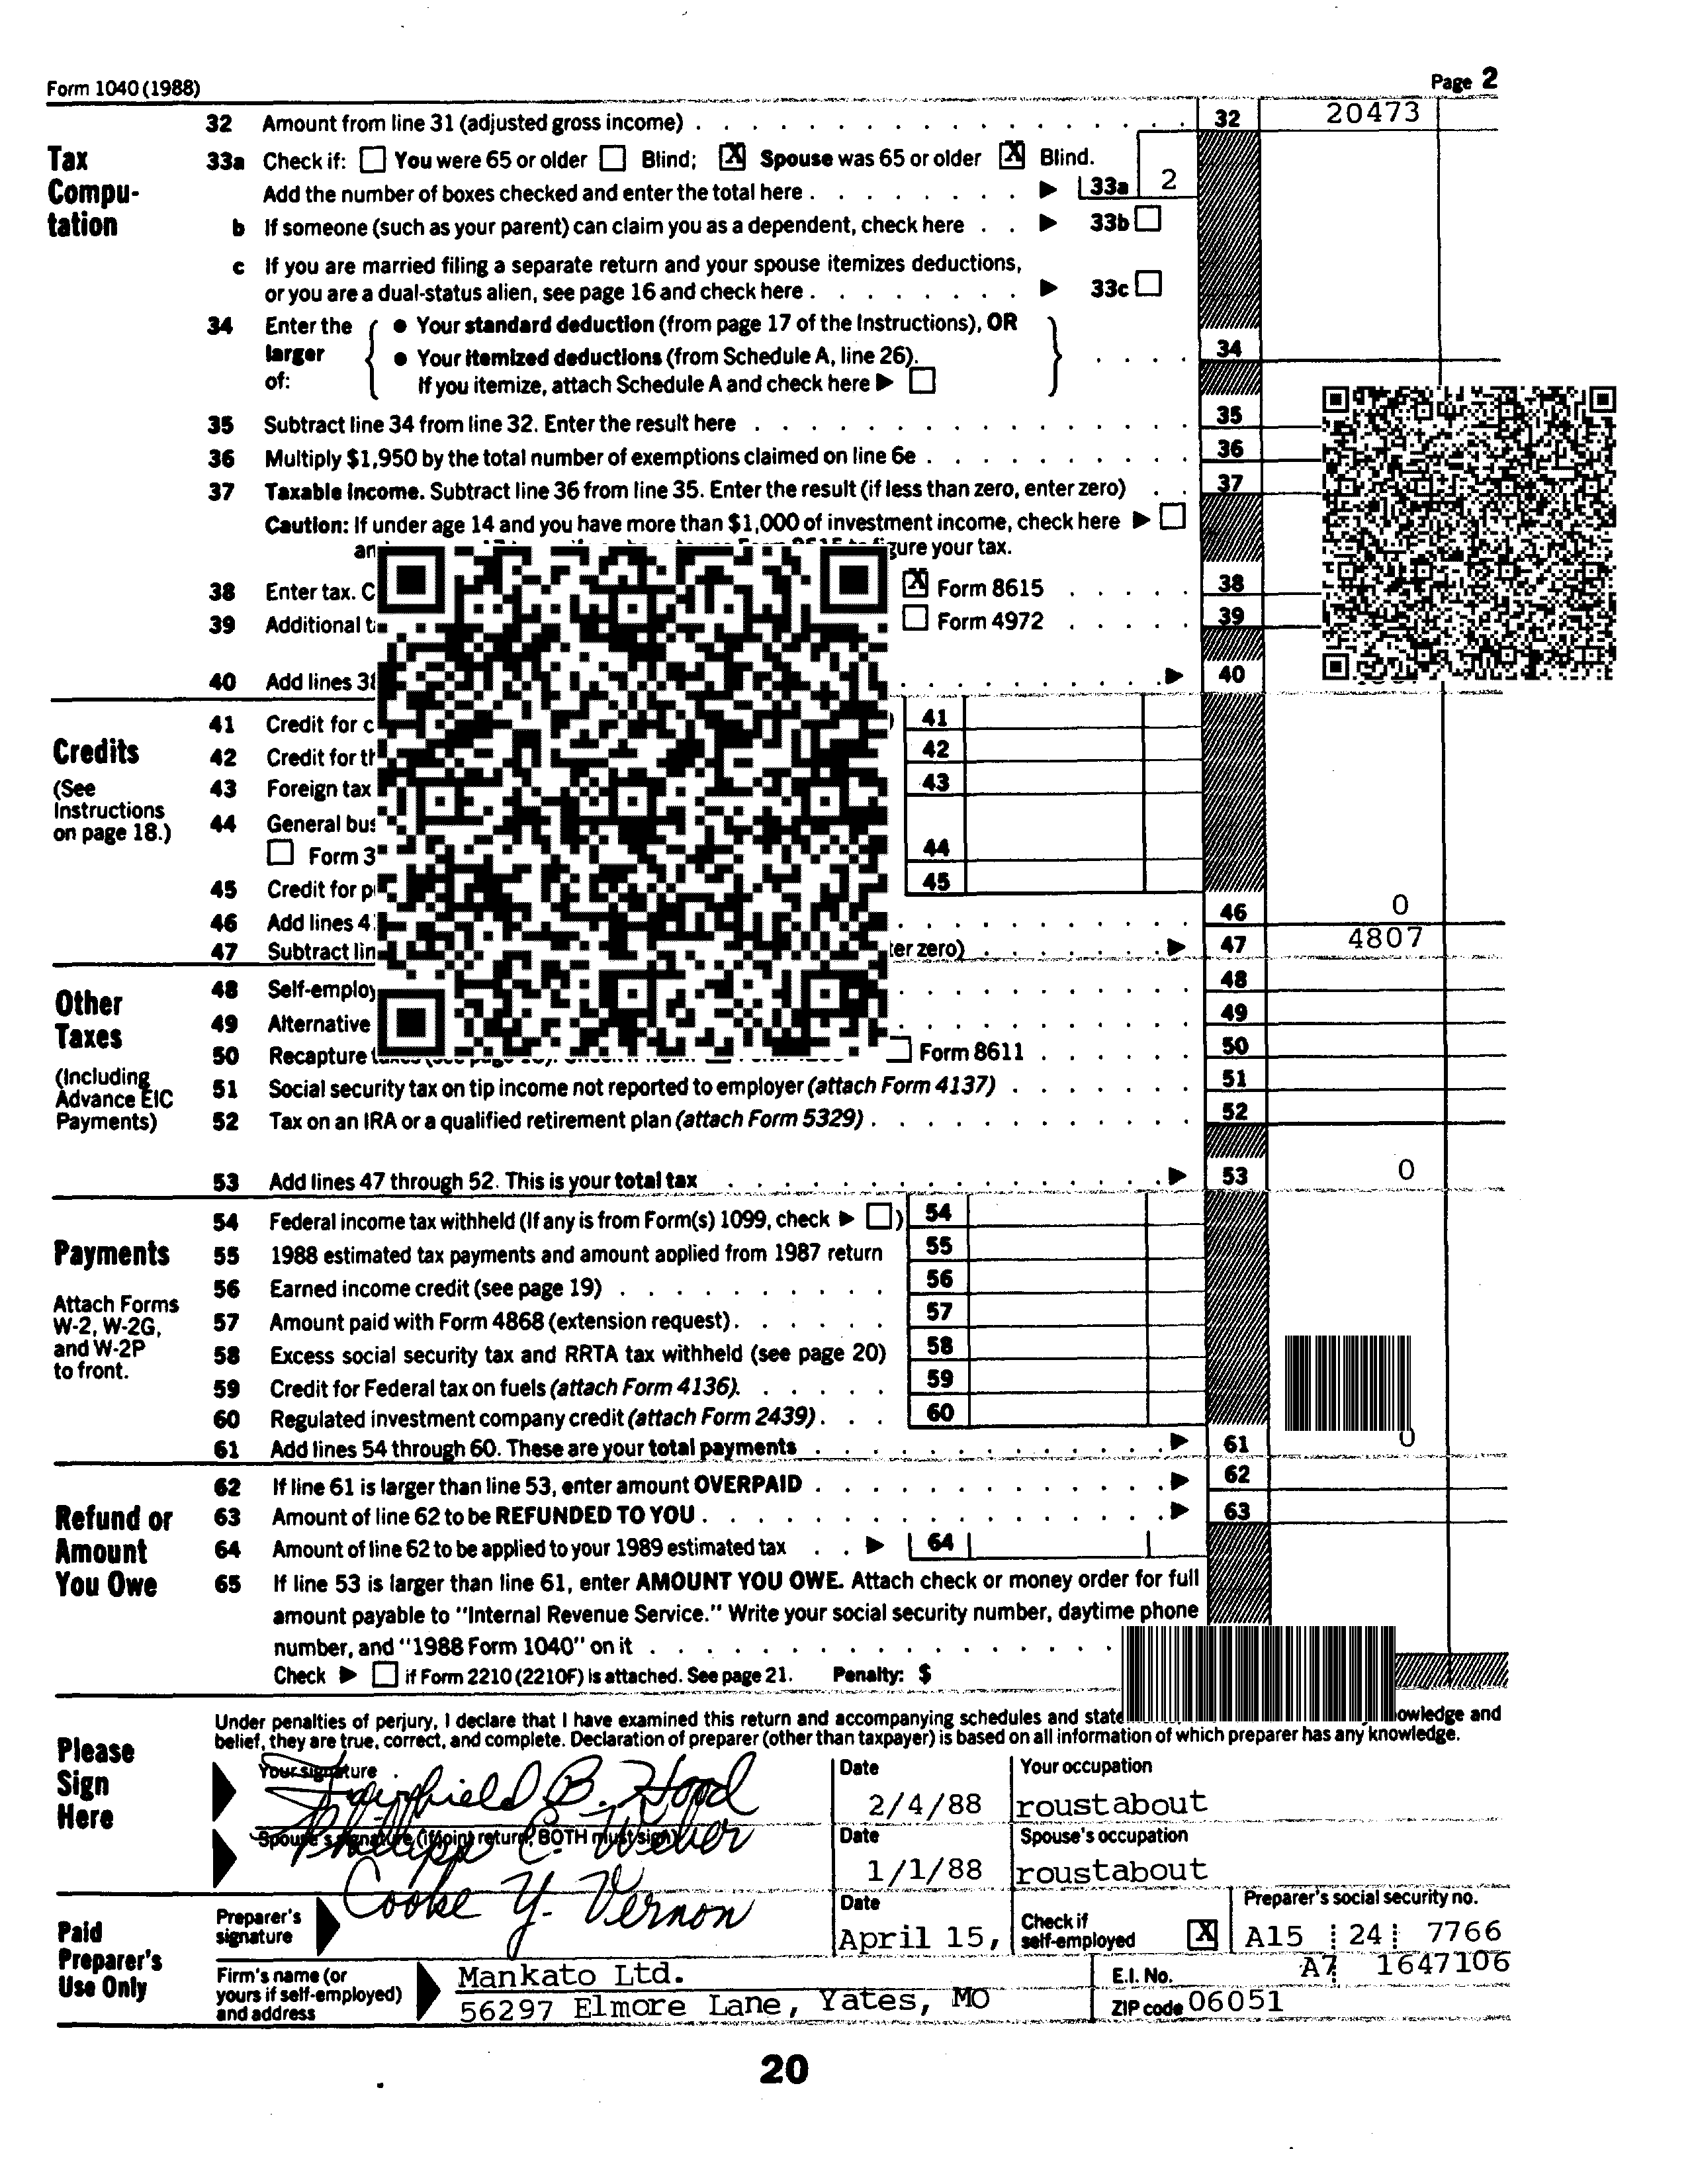 Form 1040 (1988) Page 2
32 Amount from line 31 (adjusted gross income) 32 20473
Tax Compu-tation
33a Check if: You were 65 or older Blind; X Spouse was 65 or older X Blind.
Add the number of boxes checked and enter the total here 33a 2
b If someone (such as your parent) can claim you as a dependent, check here 33b
c If you are married filing a separate return and your spouse itemizes deductions,
or you are a dual-status alien, see page 16 and check here 33c
34 Enter the larger of:
• Your standard deduction (from page 17 of the Instructions), OR
• Your itemized deductions (from Schedule A, line 26). 34
If you itemize, attach Schedule A and check here
35 Subtract line 34 from line 32. Enter the result here 35
36 Multiply $1,950 by the total number of exemptions claimed on line 6e 36
37 Taxable income. Subtract line 36 from line 35. Enter the result (if less than zero, enter zero) 37
Caution: If under age 14 and you have more than $1,000 of investment income, check here
your tax.
38 Enter tax. X Form 8615 38
39 Additional Form 4972 39
40 Add lines 40
Credits
(See
Instructions
on page 18.)
41 Credit for 41
42 Credit for 42
43 Foreign tax 43
44 General
Form 44
45 Credit for 45
46 Add lines 46 0
47 Subtract zero) 47 4807
Other
Taxes
(Including
Advance EIC
Payments)
48 48
49 Alternative 49
50 Recapture Form 8611 50
51 Social security tax on tip income not reported to employer (attach Form 4137) 51
52 Tax on an IRA or a qualified retirement plan (attach Form 5329) 52
53 Add lines 47 through 52. This is your total tax 53 0
Payments
Attach Forms
W-2, W-2G,
and W-2P
to front.
54 Federal income tax withheld (If any is from Form(s) 1099, check ) 54
55 1988 estimated tax payments and amount applied from 1987 return 55
56 Earned income credit (see page 19) 56
57 Amount paid with Form 4868 (extension request) 57
58 Excess social security tax and RRTA tax withheld (see page 20) 58
59 Credit for Federal tax on fuels (attach Form 4136) 59
60 Regulated investment company credit (attach Form 2439) 60
61 Add lines 54 through 60. These are your total payments 61 0
Refund or
Amount
You Owe
62 If line 61 is larger than line 53, enter amount OVERPAID 62
63 Amount of line 62 to be REFUNDED TO YOU 63
64 Amount of line 62 to be applied to your 1989 estimated tax 64
65 If line 53 is larger than line 61, enter AMOUNT YOU OWE. Attach check or money order for full
amount payable to "Internal Revenue Service." Write your social security number, daytime phone
number, and "1988 Form 1040" on it
Check if Form 2210 (2210F) is attached. See page 21. Penalty: $
Please
Sign
Here
Under penalties of perjury, I declare that I have examined this return and accompanying schedules and
belief, they are true, correct, and complete. Declaration of preparer (other than taxpayer) is based on all information of which preparer has any knowledge.
Your signature Date Your occupation
Fairfield B. Hood 2/4/88 roustabout
Spouse's signature (if joint return, BOTH must sign) Date Spouse's occupation
Phillipp C. Weber 1/1/88 roustabout
Paid
Preparer's
Use Only
Preparer's signature Cooke Y. Vernon Date April 15, Check if self-employed X Preparer's social security no. A15 24 7766
Firm's name (or yours if self-employed) and address Mankato Ltd. E.I. No. A7 1647106
56297 Elmore Lane, Yates, MO ZIP code 06051
20